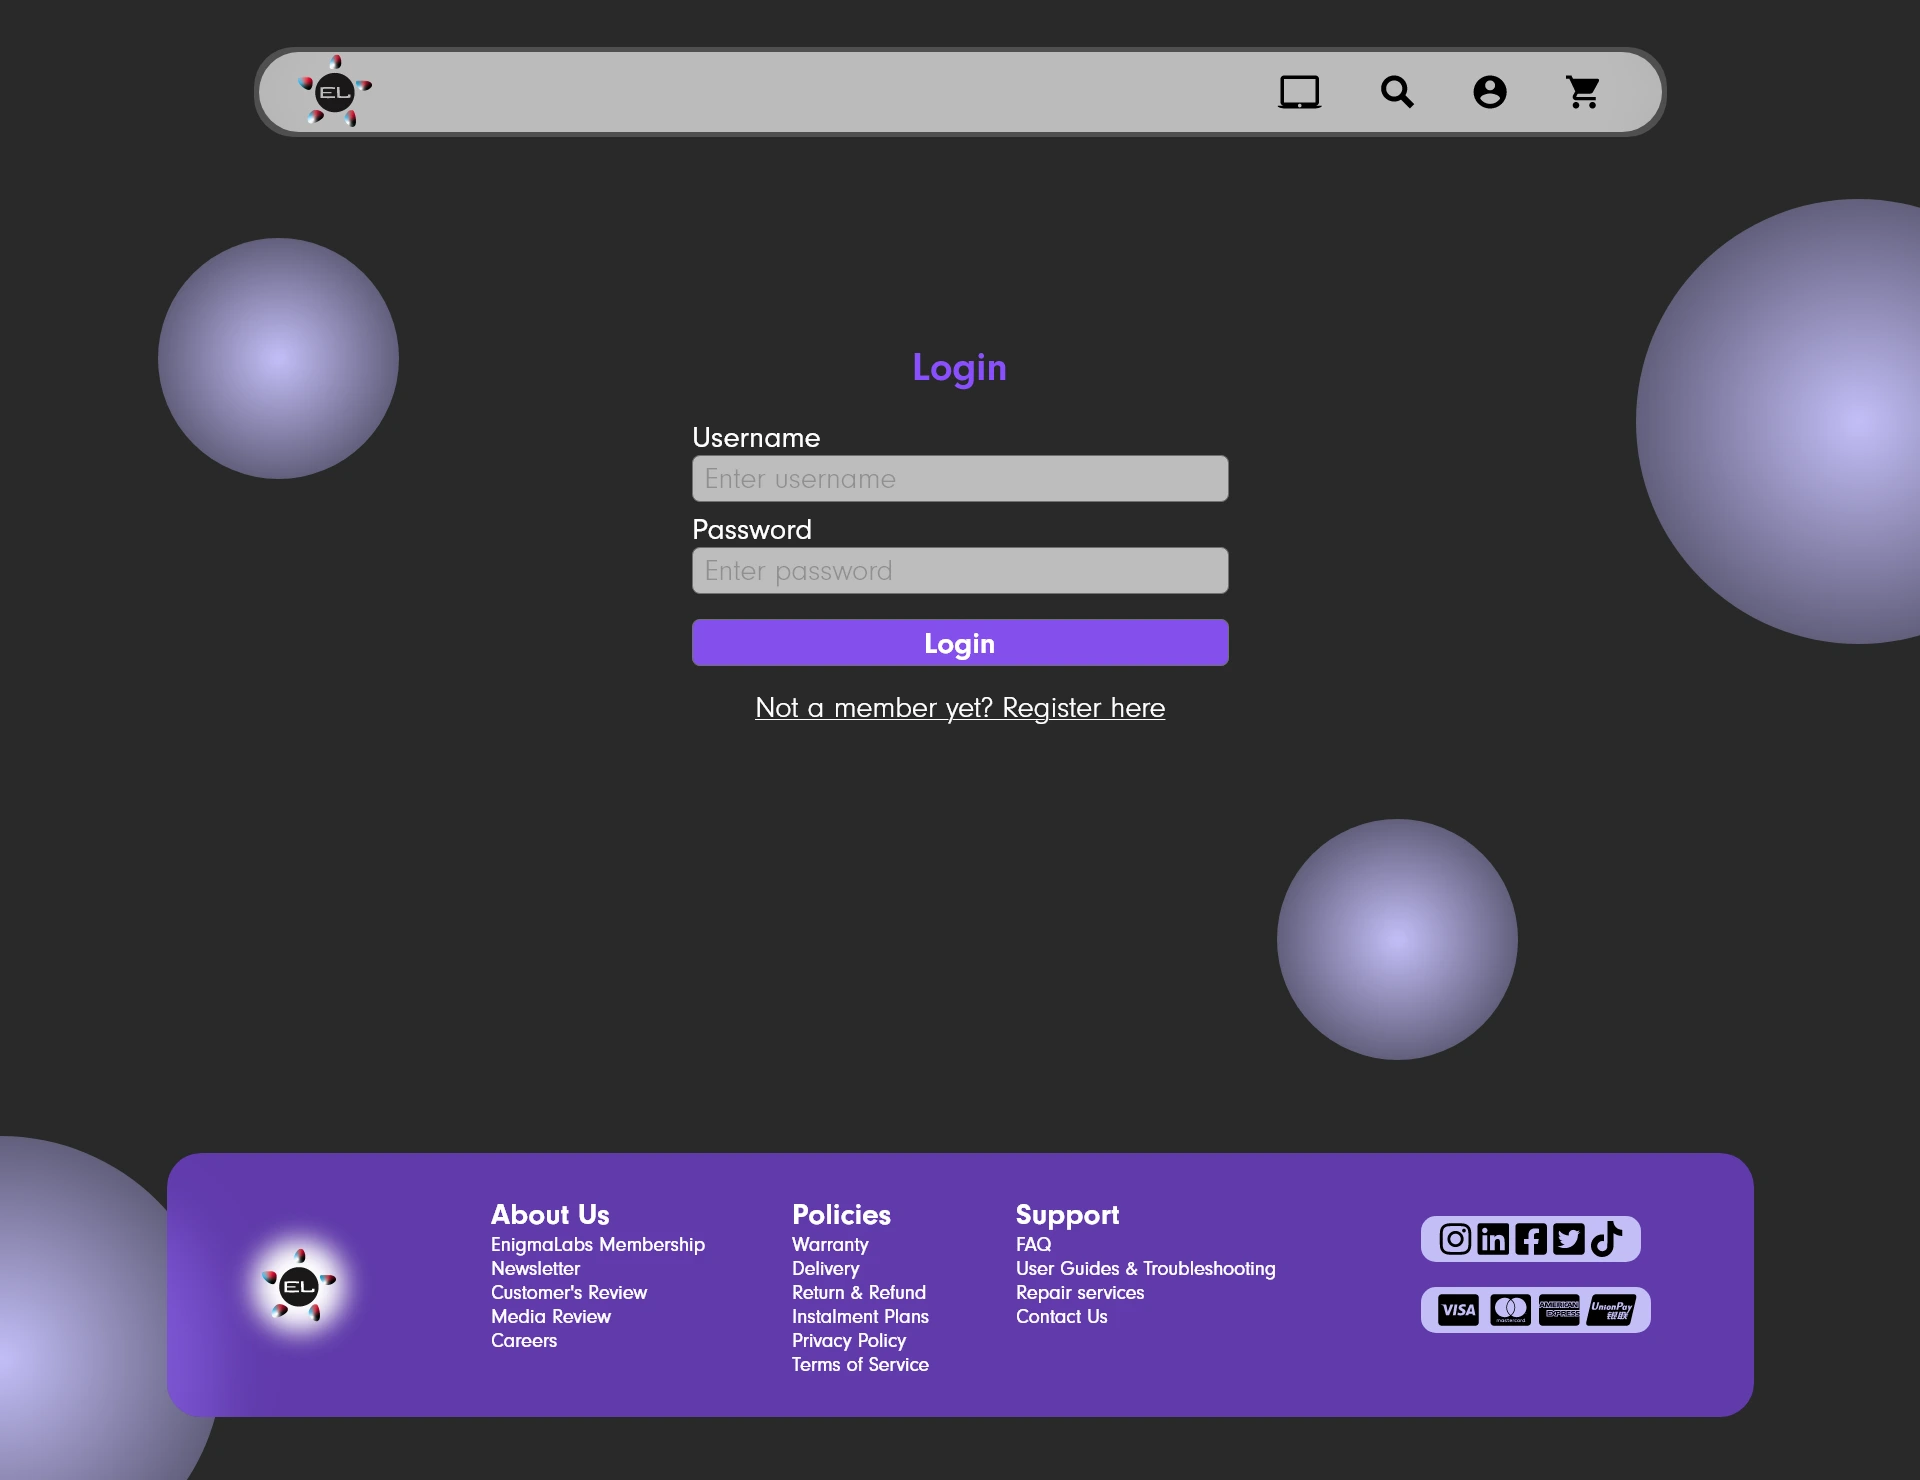 EL
Login
Username
Enter username
Password
Enter password
Login
Not a member yet? Register here
EL
About Us
EnigmaLabs Membership
Newsletter
Customer's Review
Media Review
Careers
Policies
Warranty
Delivery
Return & Refund
Instalment Plans
Privacy Policy
Terms of Service
Support
FAQ
User Guides & Troubleshooting
Repair services
Contact Us
in
VISA
mastercard
AMERICAN
EXPRESS
UnionPay
银联